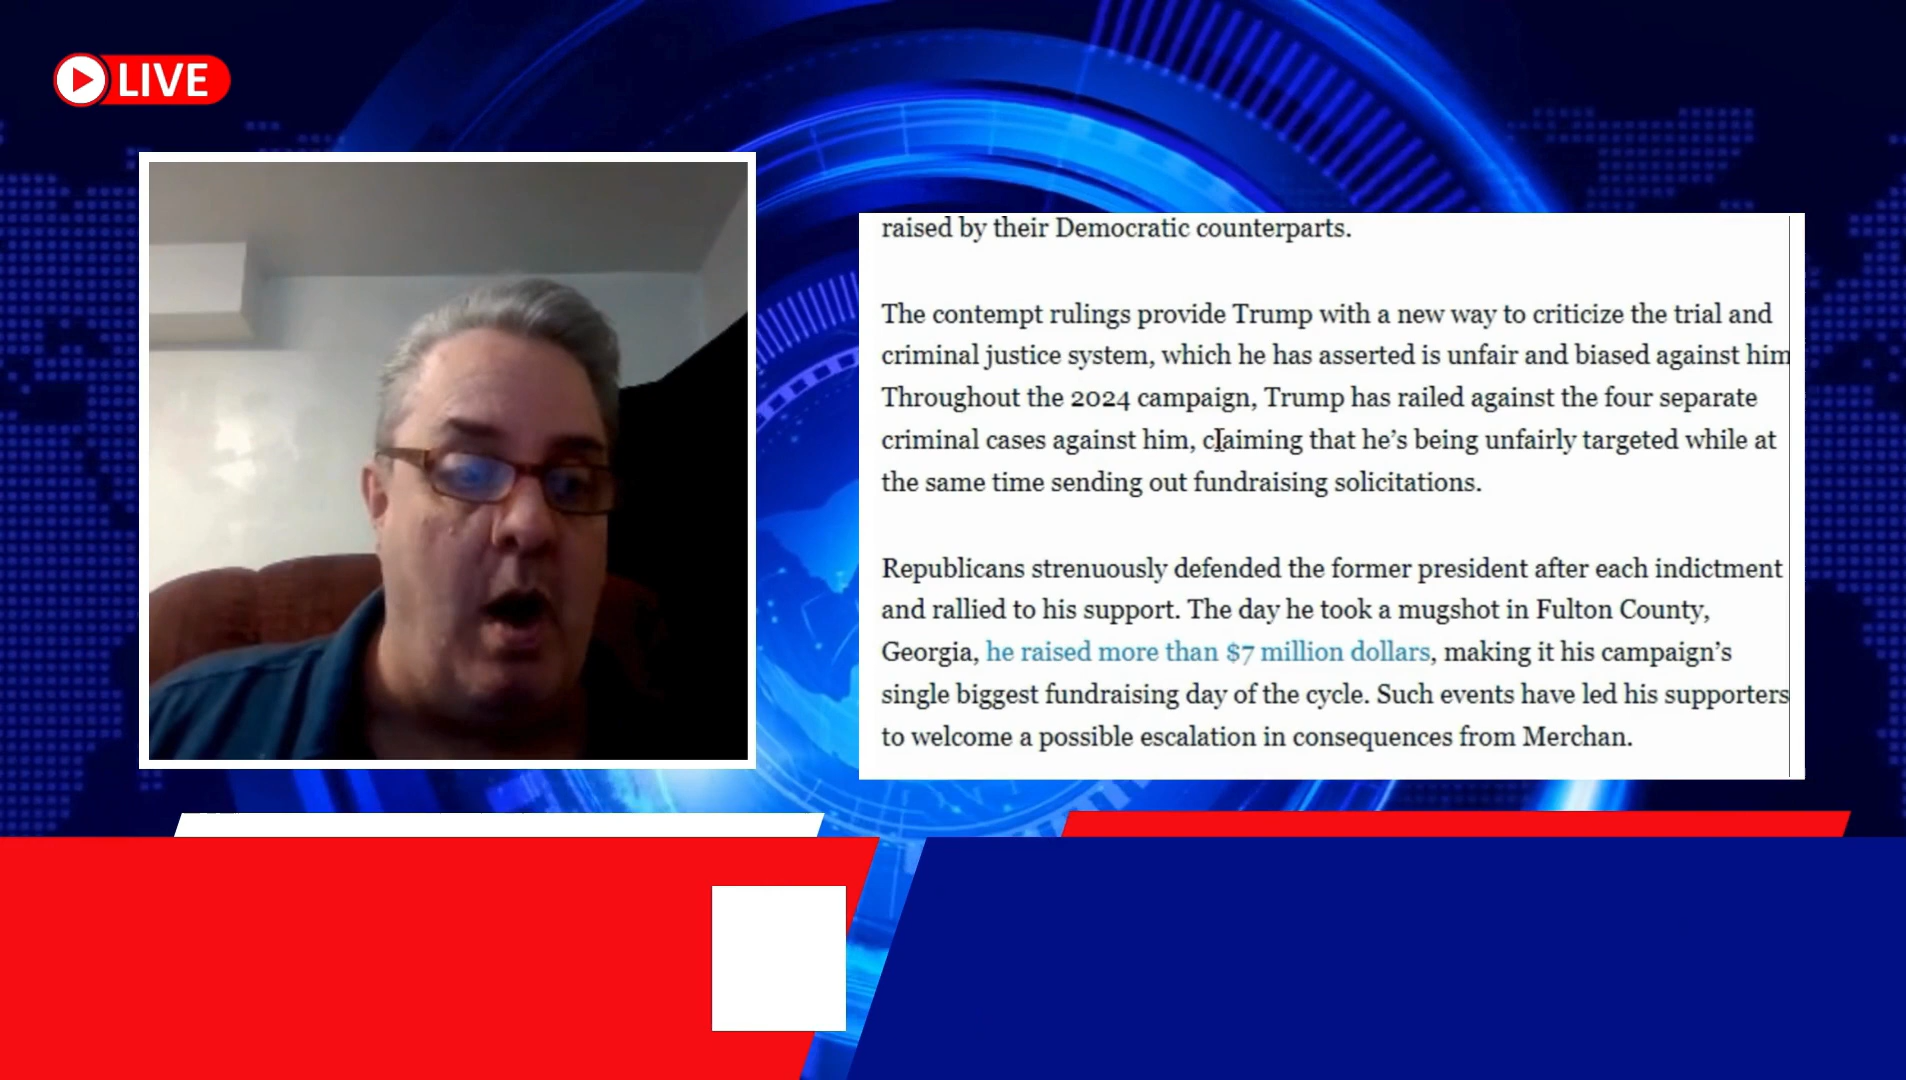 LIVE
raised by their Democratic counterparts.
The contempt rulings provide Trump with a new way to criticize the trial and
criminal justice system, which he has asserted is unfair and biased against him
Throughout the 2024 campaign, Trump has railed against the four separate
criminal cases against him, claiming that he’s being unfairly targeted while at
the same time sending out fundraising solicitations.
Republicans strenuously defended the former president after each indictment
and rallied to his support. The day he took a mugshot in Fulton County,
Georgia, he raised more than $7 million dollars, making it his campaign’s
single biggest fundraising day of the cycle. Such events have led his supporters
to welcome a possible escalation in consequences from Merchan.